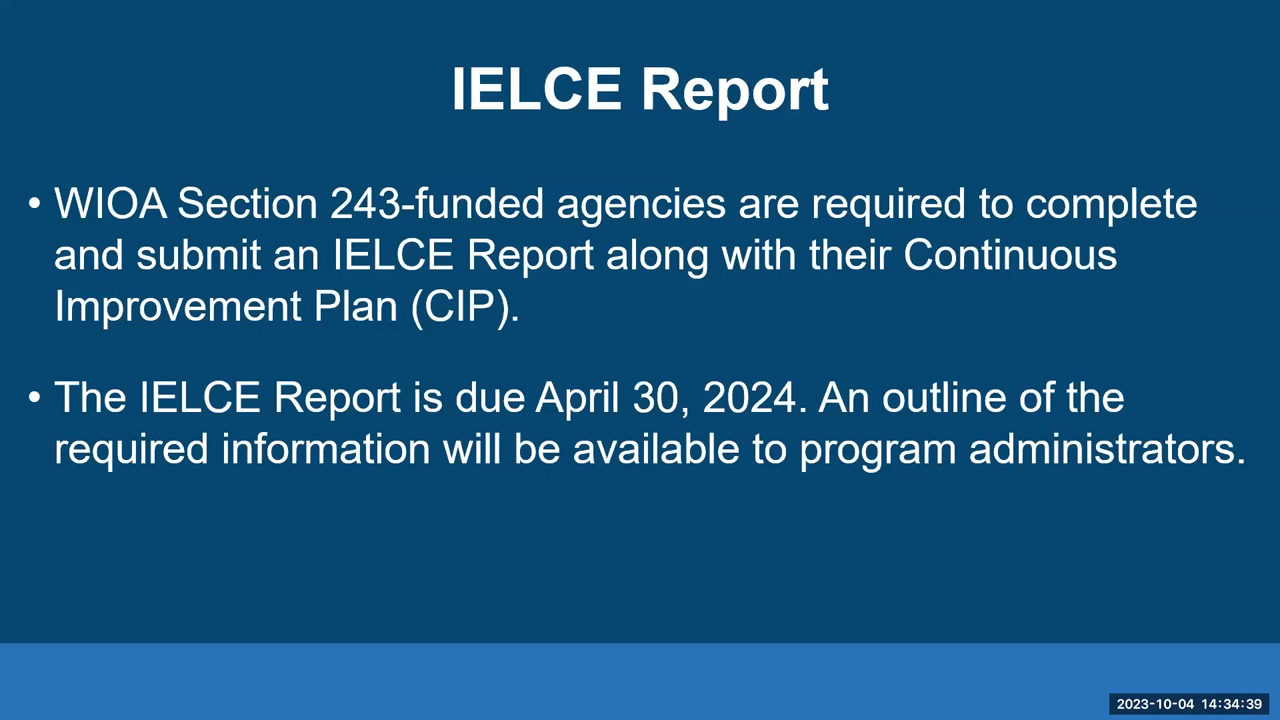 IELCE Report
• WIOA Section 243-funded agencies are required to complete
and submit an IELCE Report along with their Continuous
Improvement Plan (CIP).
• The IELCE Report is due April 30, 2024. An outline of the
required information will be available to program administrators.
2023-10-04 14:34:39